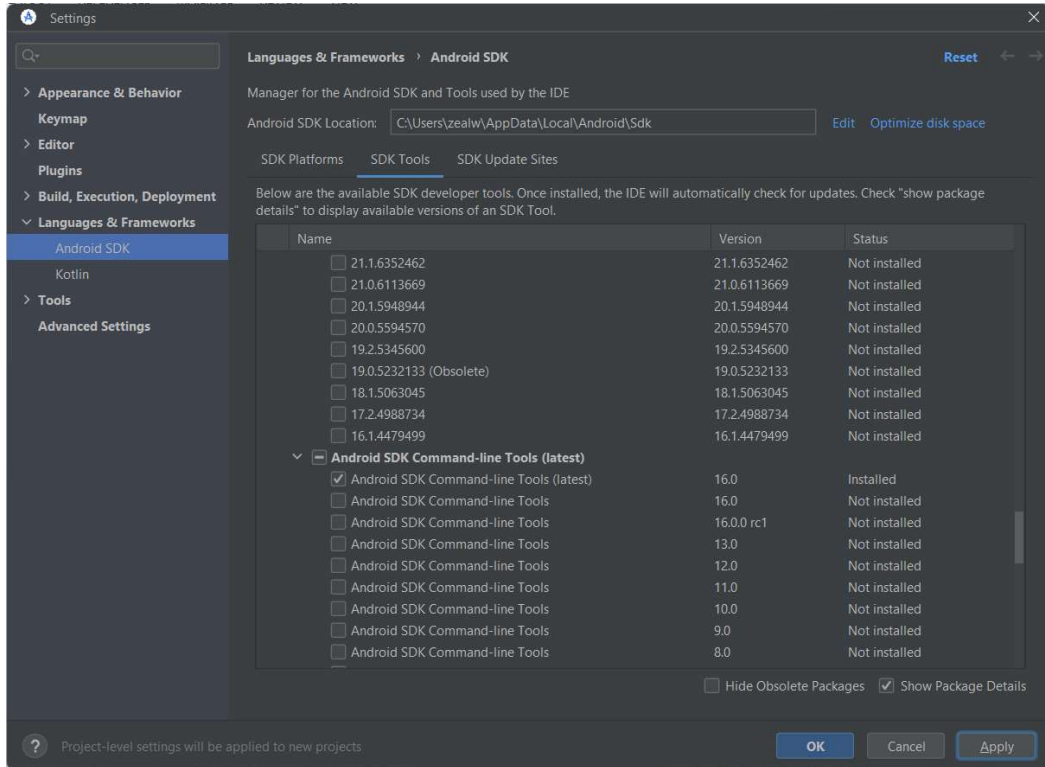 Settings
Appearance & Behavior
Keymap
Editor
Plugins
Build, Execution, Deployment
Languages & Frameworks
Android SDK
Kotlin
Tools
Advanced Settings
Languages & Frameworks › Android SDK
Reset
Manager for the Android SDK and Tools used by the IDE
Android SDK Location: C:\Users\zealw\AppData\Local\Android\Sdk Edit Optimize disk space
SDK Platforms SDK Tools SDK Update Sites
Below are the available SDK developer tools. Once installed, the IDE will automatically check for updates. Check "show package
details" to display available versions of an SDK Tool.
Name Version Status
21.1.6352462 21.1.6352462 Not installed
21.0.6113669 21.0.6113669 Not installed
20.1.5948944 20.1.5948944 Not installed
20.0.5594570 20.0.5594570 Not installed
19.2.5345600 19.2.5345600 Not installed
19.0.5232133 (Obsolete) 19.0.5232133 Not installed
18.1.5063045 18.1.5063045 Not installed
17.2.4988734 17.2.4988734 Not installed
16.1.4479499 16.1.4479499 Not installed
Android SDK Command-line Tools (latest)
Android SDK Command-line Tools (latest) 16.0 Installed
Android SDK Command-line Tools 16.0 Not installed
Android SDK Command-line Tools 16.0.0 rc1 Not installed
Android SDK Command-line Tools 13.0 Not installed
Android SDK Command-line Tools 12.0 Not installed
Android SDK Command-line Tools 11.0 Not installed
Android SDK Command-line Tools 10.0 Not installed
Android SDK Command-line Tools 9.0 Not installed
Android SDK Command-line Tools 8.0 Not installed
Hide Obsolete Packages Show Package Details
? Project-level settings will be applied to new projects
OK Cancel Apply